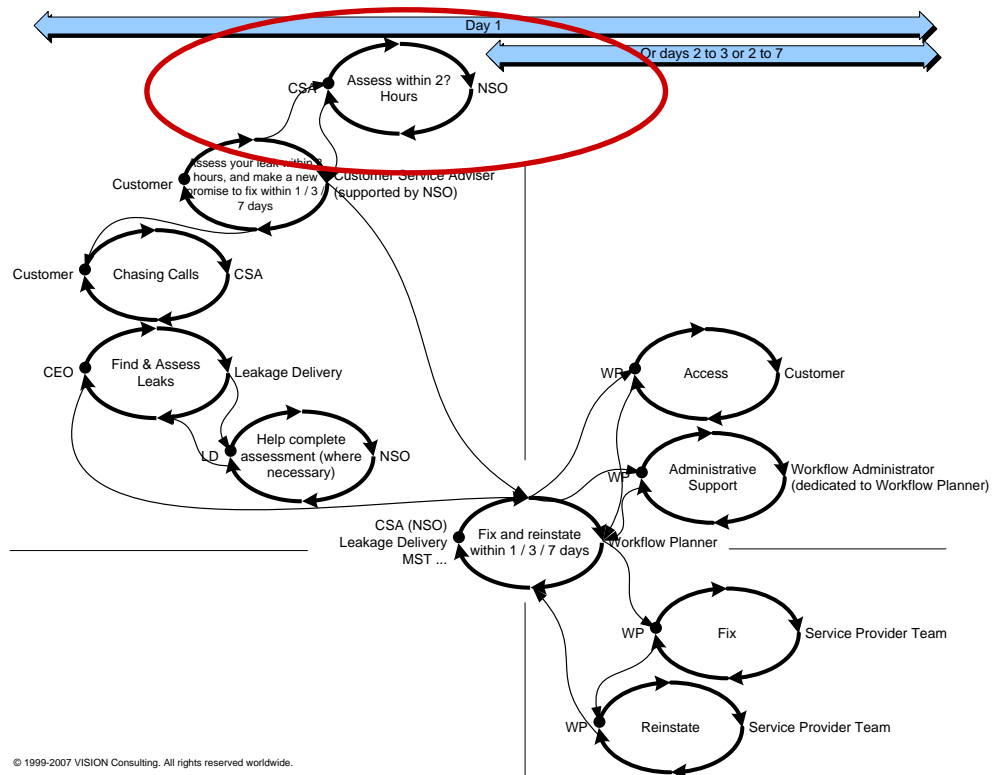 Day 1
Or days 2 to 3 or 2 to 7
CSA
Assess within 2?
Hours
NSO
Customer
Assess your leak within 2
hours, and make a new
promise to fix within 1 / 3 /
7 days
Customer Service Adviser
(supported by NSO)
Customer
Chasing Calls
CSA
CEO
Find & Assess
Leaks
Leakage Delivery
LD
Help complete
assessment (where
necessary)
NSO
WP
Access
Customer
WP
Administrative
Support
Workflow Administrator
(dedicated to Workflow Planner)
CSA (NSO)
Leakage Delivery
MST ...
Fix and reinstate
within 1 / 3 / 7 days
Workflow Planner
WP
Fix
Service Provider Team
WP
Reinstate
Service Provider Team
© 1999-2007 VISION Consulting. All rights reserved worldwide.